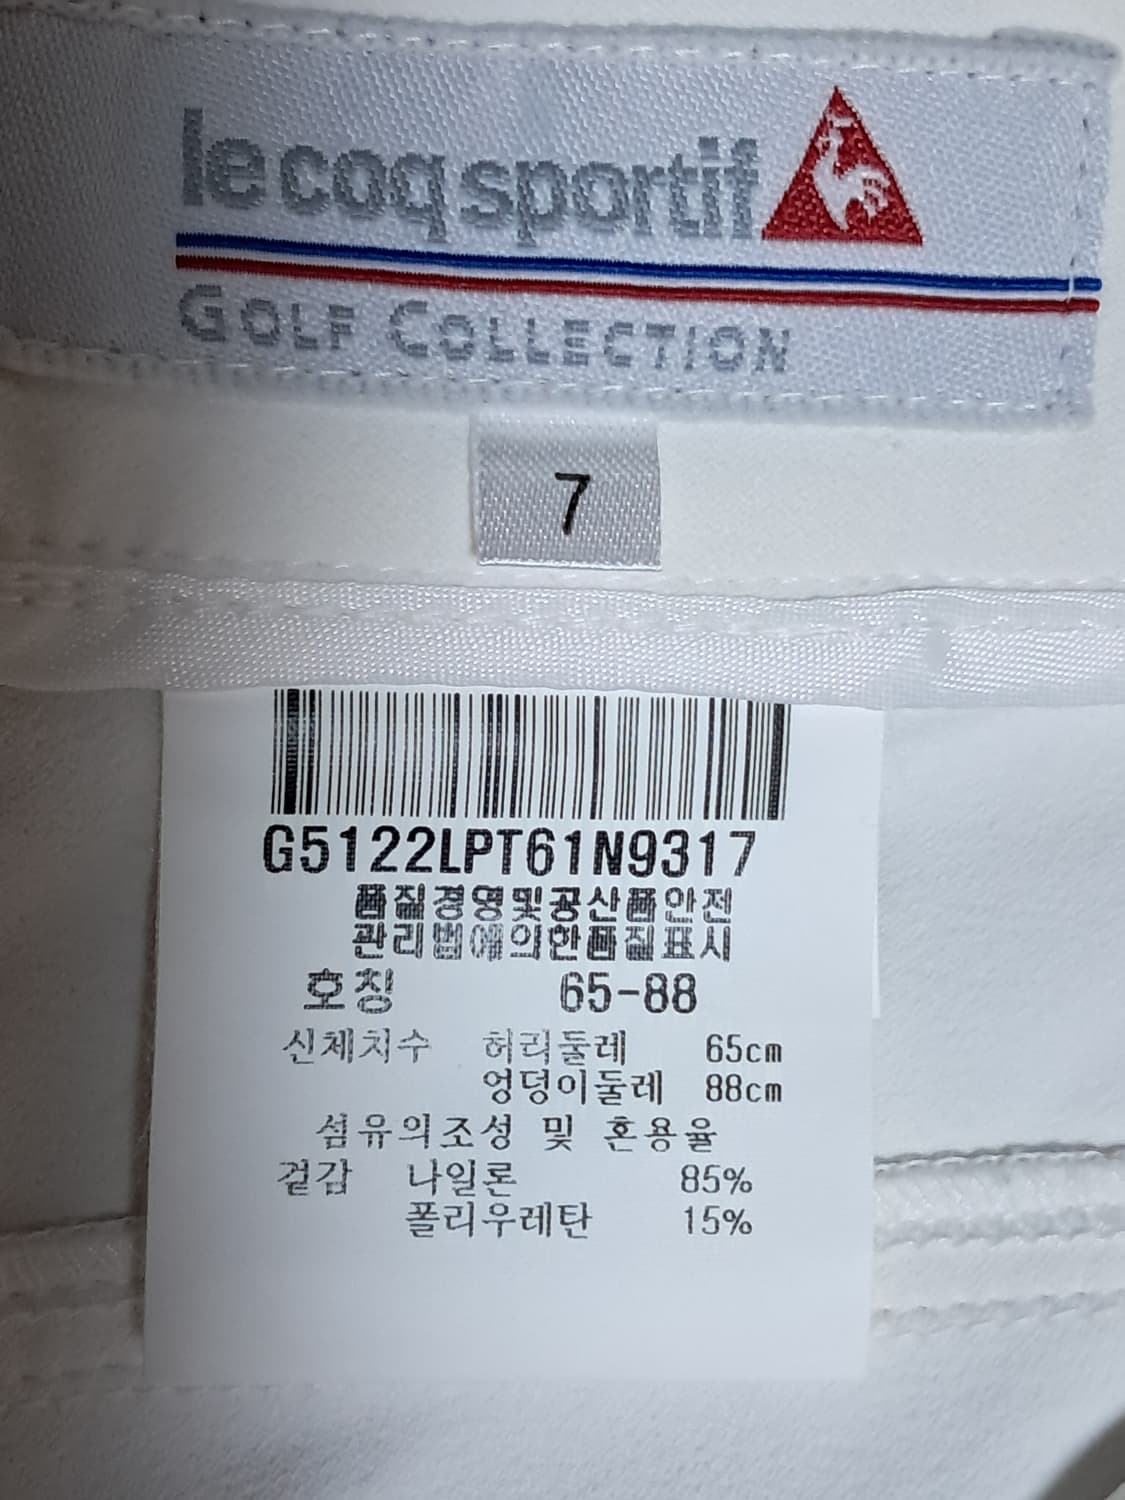 le coq sportif
GOLF COLLECTION
7
G5122LPT61N9317
품질경영및공산품안전
관리법에의한품질표시
호칭 65-88
신체치수 허리둘레 65cm
엉덩이둘레 88cm
섬유의조성 및 혼용율
겉감 나일론 85%
폴리우레탄 15%